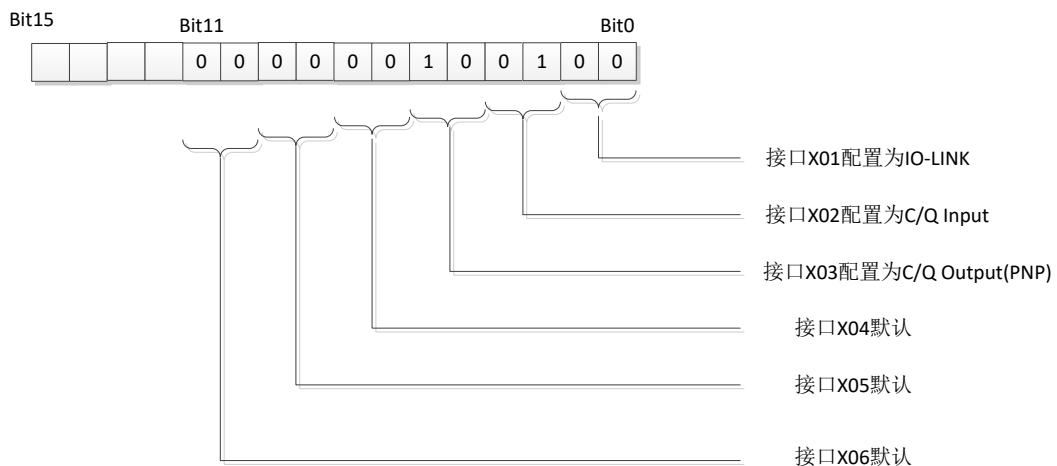 Bit15 Bit11 Bit0
0 0 0 0 0 0 1 0 0 1 0 0
接口X01配置为IO-LINK
接口X02配置为C/Q Input
接口X03配置为C/Q Output(PNP)
接口X04默认
接口X05默认
接口X06默认